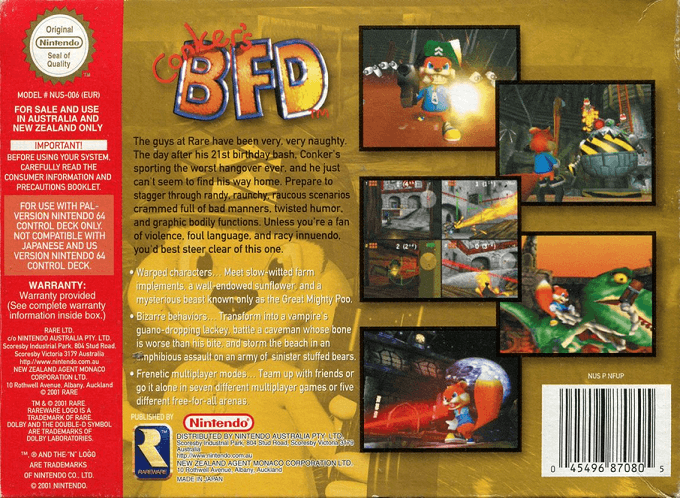 Original
Nintendo
Seal of
Quality
TM
MODEL # NUS-006 (EUR)
FOR SALE AND USE
IN AUSTRALIA AND
NEW ZEALAND ONLY
IMPORTANT!
BEFORE USING YOUR SYSTEM.
CAREFULLY READ THE
CONSUMER INFORMATION AND
PRECAUTIONS BOOKLET.
FOR USE WITH PAL-
VERSION NINTENDO 64
CONTROL DECK ONLY.
NOT COMPATIBLE WITH
JAPANESE AND US
VERSION NINTENDO 64
CONTROL DECK.
WARRANTY:
Warranty provided
(See complete warranty
information inside box.)
RARE LTD.
c/o NINTENDO AUSTRALIA PTY. LTD.
Scoresby Industrial Park, 804 Stud Road.
Scoresby Victoria 3179 Australia
http://www.nintendo.com.au
NEW ZEALAND AGENT MONACO
CORPORATION LTD.
10 Rothwell Avenue, Albany, Auckland
© 2001 RARE
TM & © 2001 RARE.
RAREWARE LOGO IS A
TRADEMARK OF RARE.
DOLBY AND THE DOUBLE-D SYMBOL
ARE TRADEMARKS OF
DOLBY LABORATORIES.
™, ® AND THE "N" LOGO
ARE TRADEMARKS
OF NINTENDO CO., LTD.
© 2001 NINTENDO.
Conker's
BFD
TM
The guys at Rare have been very, very naughty.
The day after his 21st birthday bash, Conker's
sporting the worst hangover ever, and he just
can't seem to find his way home. Prepare to
stagger through randy, raunchy, raucous scenarios
crammed full of bad manners, twisted humor,
and graphic bodily functions. Unless you're a fan
of violence, foul language, and racy innuendo,
you'd best steer clear of this one.
• Warped characters... Meet slow-witted farm
implements, a well-endowed sunflower, and a
mysterious beast known only as the Great Mighty Poo.
• Bizarre behaviors... Transform into a vampire's
guano-dropping lackey, battle a caveman whose bone
is worse than his bite, and storm the beach in an
amphibious assault on an army of sinister stuffed bears.
• Frenetic multiplayer modes... Team up with friends or
go it alone in seven different multiplayer games or five
different free-for-all arenas.
PUBLISHED BY
RAREWARE
Nintendo
DISTRIBUTED BY NINTENDO AUSTRALIA PTY. LTD.
Scoresby Industrial Park, 804 Stud Road, Scoresby Victoria 3179
Australia
http://www.nintendo.com.au
NEW ZEALAND AGENT MONACO CORPORATION LTD.
10 Rothwell Avenue, Albany, Auckland
MADE IN JAPAN
NUS P NFUP
0 45496 87080 5